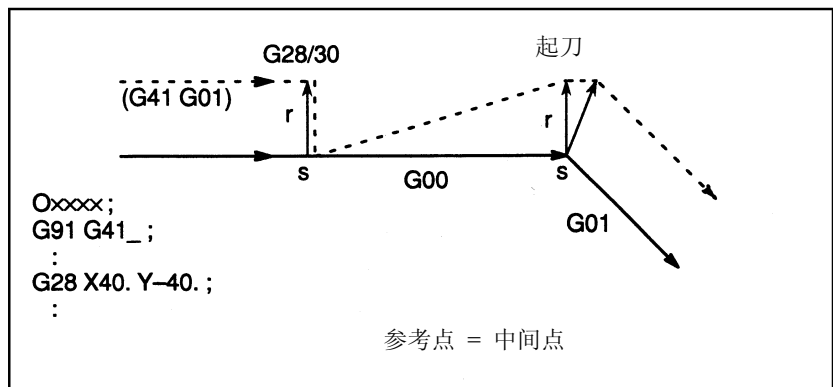 G28/30
起刀
(G41 G01)
r
r
s
G00
s
G01
Oxxxx ;
G91 G41_ ;
:
G28 X40. Y–40. ;
:
参考点 = 中间点